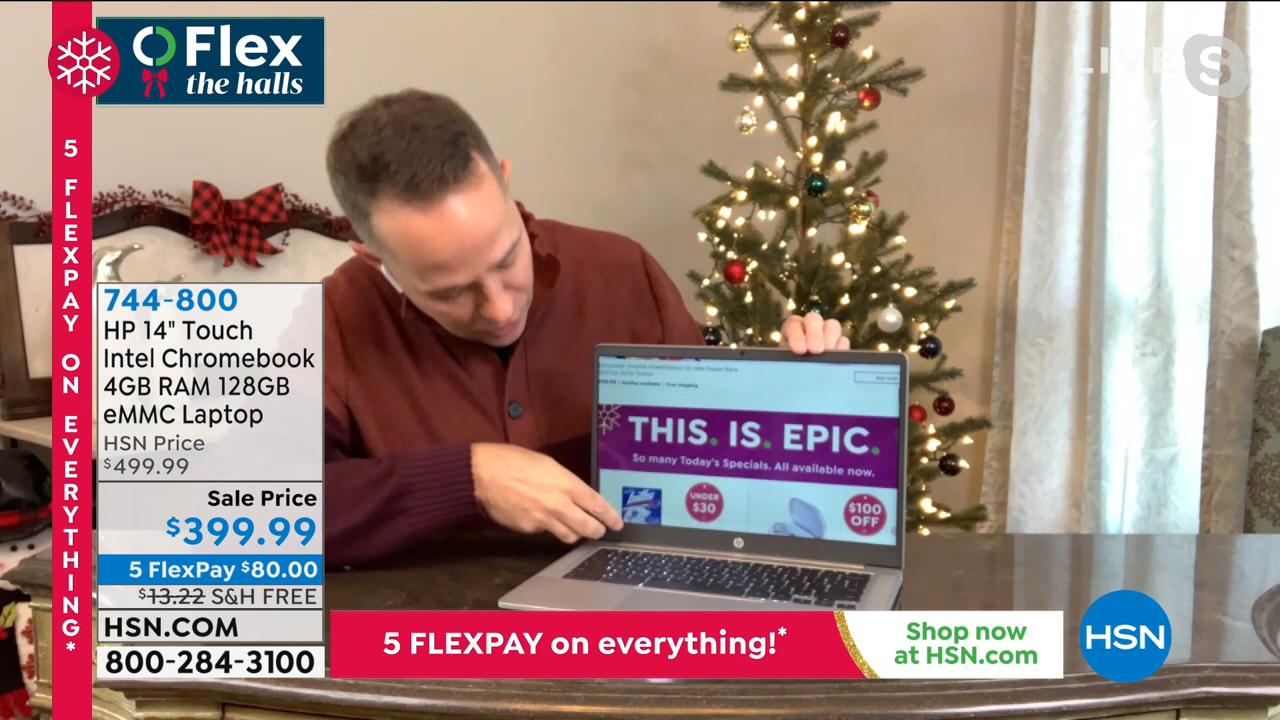 Flex
the halls
LIVE S
5 FLEXPAY ON EVERYTHING*
744-800
HP 14" Touch
Intel Chromebook
4GB RAM 128GB
eMMC Laptop
HSN Price
$499.99
Sale Price
$399.99
5 FlexPay $80.00
$13.22 S&H FREE
HSN.COM
800-284-3100
Buy now
THIS. IS. EPIC.
So many Today's Specials. All available now.
UNDER
$30
$100
OFF
hp
5 FLEXPAY on everything!*
Shop now
at HSN.com
HSN